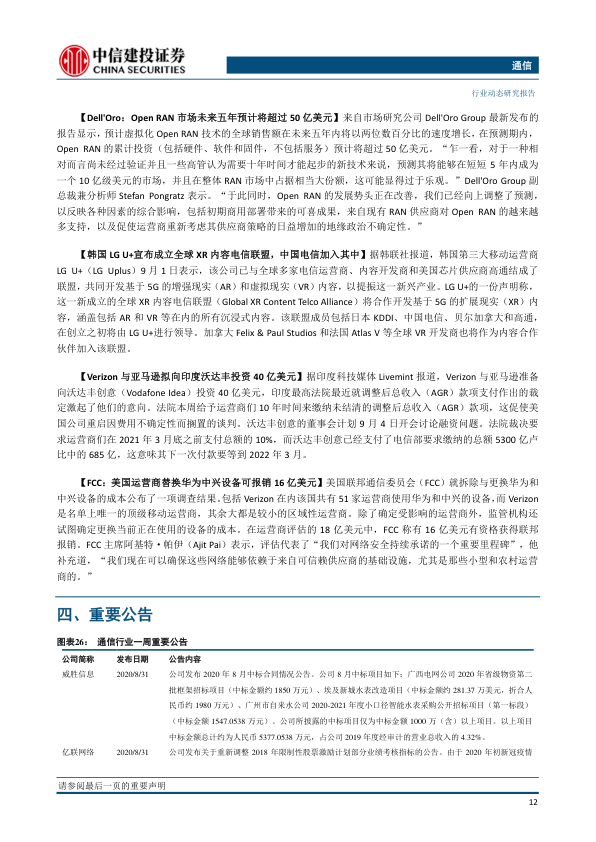 中信建投证券
CHINA SECURITIES
通信
行业动态研究报告
【Dell'Oro：Open RAN 市场未来五年预计将超过 50 亿美元】来自市场研究公司 Dell'Oro Group 最新发布的
报告显示，预计虚拟化 Open RAN 技术的全球销售额在未来五年内将以两位数百分比的速度增长，在预测期内，
Open RAN 的累计投资（包括硬件、软件和固件，不包括服务）预计将超过 50 亿美元。“乍一看，对于一种相
对而言尚未经过验证并且一些高管认为需要十年时间才能起步的新技术来说，预测其将能够在短短 5 年内成为
一个 10 亿级美元的市场，并且在整体 RAN 市场中占据相当大份额，这可能显得过于乐观。”Dell'Oro Group 副
总裁兼分析师 Stefan Pongratz 表示。“于此同时，Open RAN 的发展势头正在改善，我们已经向上调整了预测，
以反映各种因素的综合影响，包括初期商用部署带来的可喜成果，来自现有 RAN 供应商对 Open RAN 的越来越
多支持，以及促使运营商重新考虑其供应商策略的日益增加的地缘政治不确定性。”
【韩国 LG U+宣布成立全球 XR 内容电信联盟，中国电信加入其中】据韩联社报道，韩国第三大移动运营商
LG U+（LG Uplus）9 月 1 日表示，该公司已与全球多家电信运营商、内容开发商和美国芯片供应商高通结成了
联盟，共同开发基于 5G 的增强现实（AR）和虚拟现实（VR）内容，以提振这一新兴产业。LG U+的一份声明称，
这一新成立的全球 XR 内容电信联盟（Global XR Content Telco Alliance）将合作开发基于 5G 的扩展现实（XR）内
容，涵盖包括 AR 和 VR 等在内的所有沉浸式内容。该联盟成员包括日本 KDDI、中国电信、贝尔加拿大和高通，
在创立之初将由 LG U+进行领导。加拿大 Felix & Paul Studios 和法国 Atlas V 等全球 VR 开发商也将作为内容合作
伙伴加入该联盟。
【Verizon 与亚马逊拟向印度沃达丰投资 40 亿美元】据印度科技媒体 Livemint 报道，Verizon 与亚马逊准备
向沃达丰创意（Vodafone Idea）投资 40 亿美元，印度最高法院最近就调整后总收入（AGR）款项支付作出的裁
定激起了他们的意向。法院本周给予运营商们 10 年时间来缴纳未结清的调整后总收入（AGR）款项，这促使美
国公司重启因费用不确定性而搁置的谈判。沃达丰创意的董事会计划 9 月 4 日开会讨论融资问题。法院裁决要
求运营商们在 2021 年 3 月底之前支付总额的 10%，而沃达丰创意已经支付了电信部要求缴纳的总额 5300 亿卢
比中的 685 亿，这意味其下一次付款要等到 2022 年 3 月。
【FCC：美国运营商替换华为中兴设备可报销 16 亿美元】美国联邦通信委员会（FCC）就拆除与更换华为和
中兴设备的成本公布了一项调查结果。包括 Verizon 在内该国共有 51 家运营商使用华为和中兴的设备，而 Verizon
是名单上唯一的顶级移动运营商，其余大都是较小的区域性运营商。除了确定受影响的运营商外，监管机构还
试图确定更换当前正在使用的设备的成本。在运营商评估的 18 亿美元中，FCC 称有 16 亿美元有资格获得联邦
报销。FCC 主席阿基特·帕伊（Ajit Pai）表示，评估代表了“我们对网络安全持续承诺的一个重要里程碑”，他
补充道，“我们现在可以确保这些网络能够依赖于来自可信赖供应商的基础设施，尤其是那些小型和农村运营
商的。”
四、重要公告
图表26： 通信行业一周重要公告
公司简称 发布日期 公告内容
威胜信息 2020/8/31 公司发布 2020 年 8 月中标合同情况公告。公司 8 月中标项目如下：广西电网公司 2020 年省级物资第二
批框架招标项目（中标金额约 1850 万元）、埃及新城水表改造项目（中标金额约 281.37 万美元，折合人
民币约 1980 万元）、广州市自来水公司 2020-2021 年度小口径智能水表采购公开招标项目（第一标段）
（中标金额 1547.0538 万元）。公司所披露的中标项目仅为中标金额 1000 万（含）以上项目。以上项目
中标金额总计约为人民币 5377.0538 万元，占公司 2019 年度经审计的营业总收入的 4.32%。
亿联网络 2020/8/31 公司发布关于重新调整 2018 年限制性股票激励计划部分业绩考核指标的公告。由于 2020 年初新冠疫情
请参阅最后一页的重要声明
12